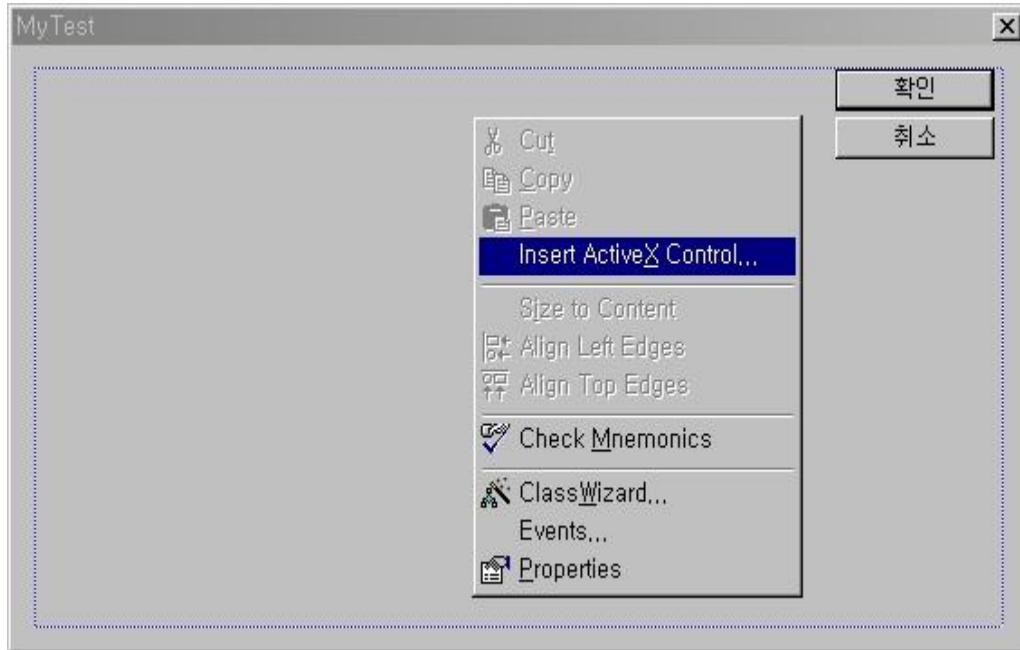 MyTest
확인
취소
Cut
Copy
Paste
Insert ActiveX Control...
Size to Content
Align Left Edges
Align Top Edges
Check Mnemonics
ClassWizard...
Events...
Properties